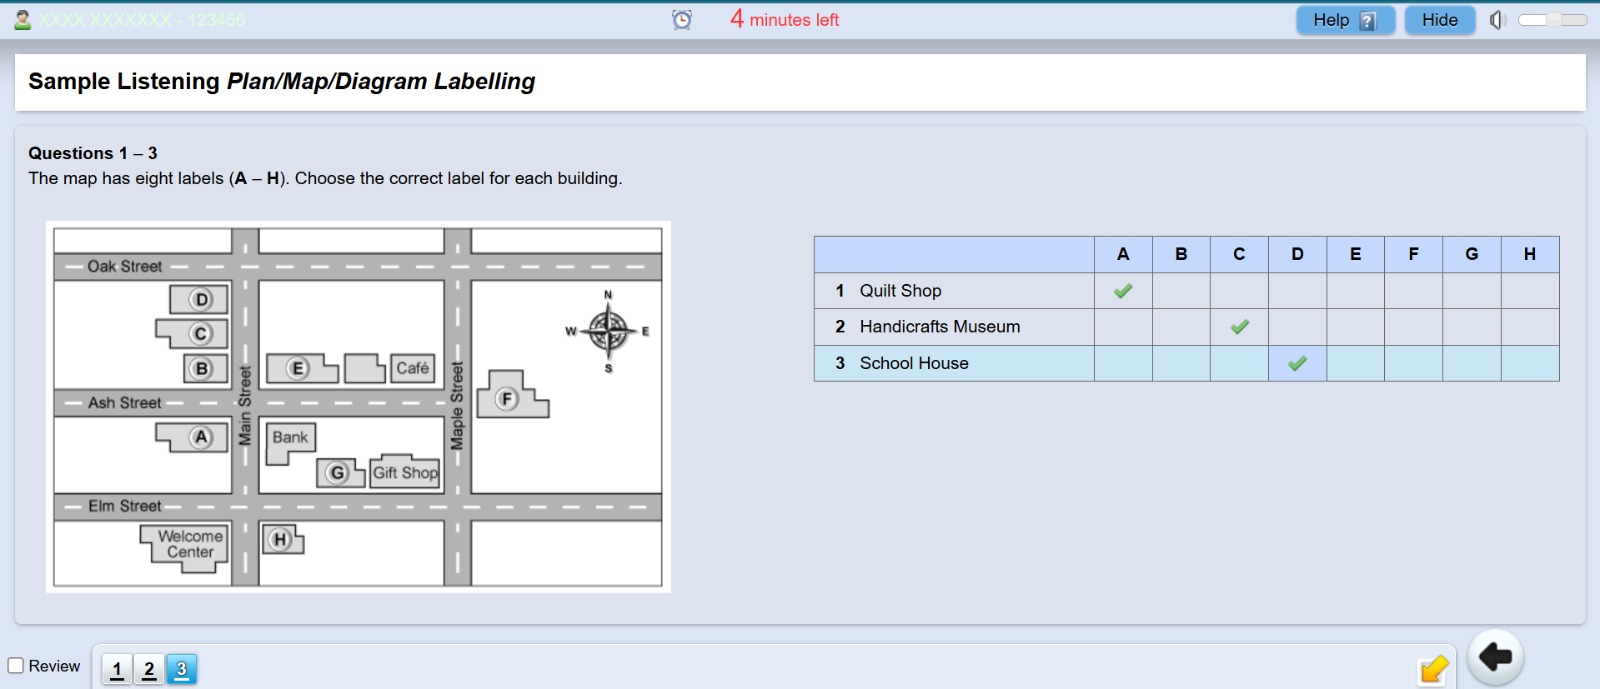 XXXX XXXXXXX - 123456
4 minutes left
Help ?
Hide
Sample Listening Plan/Map/Diagram Labelling
Questions 1 – 3
The map has eight labels (A – H). Choose the correct label for each building.
Oak Street
D
C
B
E
Café
N
W
E
S
Ash Street
Main Street
Maple Street
F
A
Bank
G
Gift Shop
Elm Street
Welcome
Center
H
A B C D E F G H
1 Quilt Shop
2 Handicrafts Museum
3 School House
Review
1 2 3